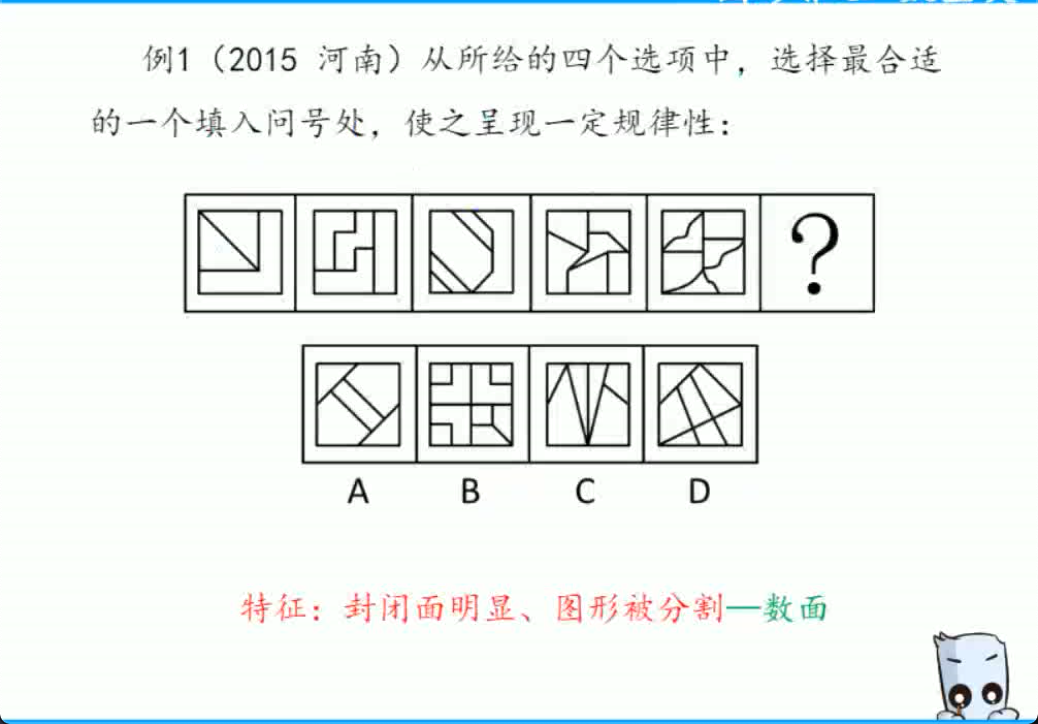 例1（2015 河南）从所给的四个选项中，选择最合适
的一个填入问号处，使之呈现一定规律性：
?
A B C D
特征：封闭面明显、图形被分割—数面